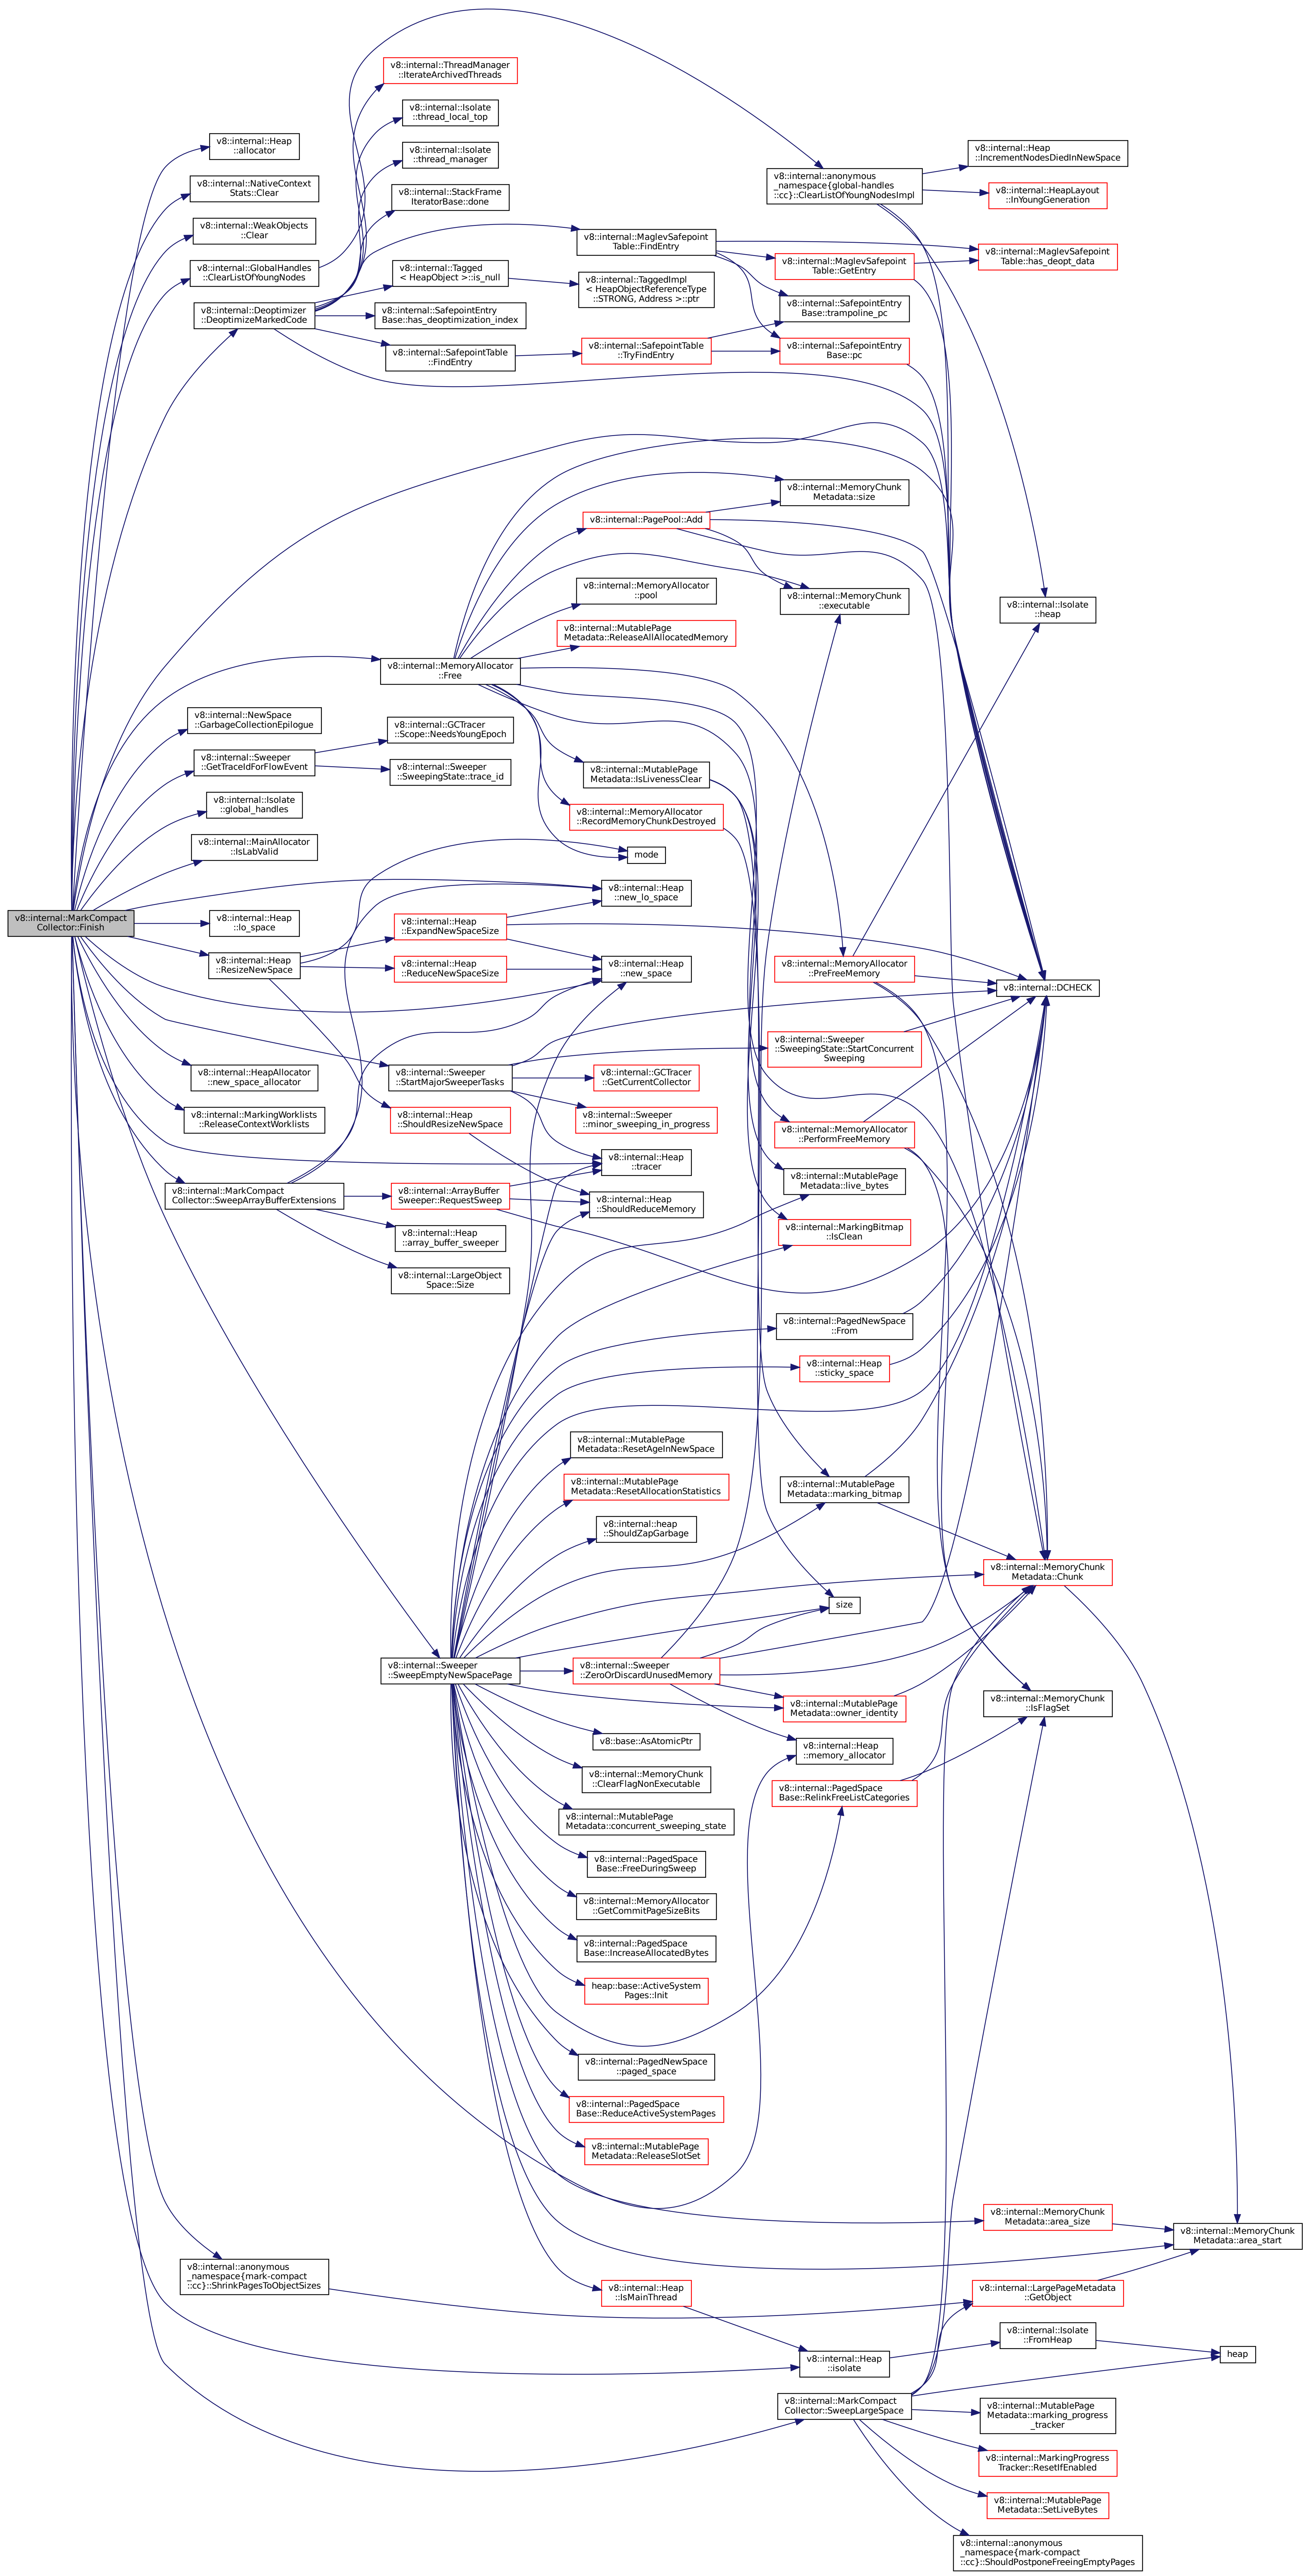 v8::internal::MarkCompact
Collector::Finish
v8::internal::Heap
::allocator
v8::internal::NativeContext
Stats::Clear
v8::internal::WeakObjects
::Clear
v8::internal::GlobalHandles
::ClearListOfYoungNodes
v8::internal::Deoptimizer
::DeoptimizeMarkedCode
v8::internal::MemoryAllocator
::Free
v8::internal::NewSpace
::GarbageCollectionEpilogue
v8::internal::Sweeper
::GetTraceIdForFlowEvent
v8::internal::Isolate
::global_handles
v8::internal::MainAllocator
::IsLabValid
v8::internal::Heap
::lo_space
v8::internal::Heap
::ResizeNewSpace
v8::internal::HeapAllocator
::new_space_allocator
v8::internal::MarkingWorklists
::ReleaseContextWorklists
v8::internal::MarkCompact
Collector::SweepArrayBufferExtensions
v8::internal::anonymous
_namespace{mark-compact
::cc}::ShrinkPagesToObjectSizes
v8::internal::ThreadManager
::IterateArchivedThreads
v8::internal::Isolate
::thread_local_top
v8::internal::Isolate
::thread_manager
v8::internal::StackFrame
IteratorBase::done
v8::internal::Tagged
< HeapObject >::is_null
v8::internal::SafepointEntry
Base::has_deoptimization_index
v8::internal::SafepointTable
::FindEntry
v8::internal::GCTracer
::Scope::NeedsYoungEpoch
v8::internal::Sweeper
::SweepingState::trace_id
v8::internal::Heap
::ExpandNewSpaceSize
v8::internal::Heap
::ReduceNewSpaceSize
v8::internal::Sweeper
::StartMajorSweeperTasks
v8::internal::Heap
::ShouldResizeNewSpace
v8::internal::ArrayBuffer
Sweeper::RequestSweep
v8::internal::Heap
::array_buffer_sweeper
v8::internal::LargeObject
Space::Size
v8::internal::Sweeper
::SweepEmptyNewSpacePage
v8::internal::MaglevSafepoint
Table::FindEntry
v8::internal::TaggedImpl
< HeapObjectReferenceType
::STRONG, Address >::ptr
v8::internal::SafepointTable
::TryFindEntry
v8::internal::PagePool::Add
v8::internal::MemoryAllocator
::pool
v8::internal::MutablePage
Metadata::ReleaseAllAllocatedMemory
v8::internal::MutablePage
Metadata::IsLivenessClear
v8::internal::MemoryAllocator
::RecordMemoryChunkDestroyed
mode
v8::internal::Heap
::new_lo_space
v8::internal::Heap
::new_space
v8::internal::GCTracer
::GetCurrentCollector
v8::internal::Sweeper
::minor_sweeping_in_progress
v8::internal::Heap
::tracer
v8::internal::Heap
::ShouldReduceMemory
v8::internal::MutablePage
Metadata::ResetAgeInNewSpace
v8::internal::MutablePage
Metadata::ResetAllocationStatistics
v8::internal::heap
::ShouldZapGarbage
v8::internal::Sweeper
::ZeroOrDiscardUnusedMemory
v8::base::AsAtomicPtr
v8::internal::MemoryChunk
::ClearFlagNonExecutable
v8::internal::MutablePage
Metadata::concurrent_sweeping_state
v8::internal::PagedSpace
Base::FreeDuringSweep
v8::internal::MemoryAllocator
::GetCommitPageSizeBits
v8::internal::PagedSpace
Base::IncreaseAllocatedBytes
heap::base::ActiveSystem
Pages::Init
v8::internal::PagedNewSpace
::paged_space
v8::internal::PagedSpace
Base::ReduceActiveSystemPages
v8::internal::MutablePage
Metadata::ReleaseSlotSet
v8::internal::Heap
::IsMainThread
v8::internal::anonymous
_namespace{global-handles
::cc}::ClearListOfYoungNodesImpl
v8::internal::MaglevSafepoint
Table::GetEntry
v8::internal::SafepointEntry
Base::trampoline_pc
v8::internal::SafepointEntry
Base::pc
v8::internal::MemoryChunk
Metadata::size
v8::internal::MemoryChunk
::executable
v8::internal::MemoryAllocator
::PreFreeMemory
v8::internal::Sweeper
::SweepingState::StartConcurrent
Sweeping
v8::internal::MemoryAllocator
::PerformFreeMemory
v8::internal::MutablePage
Metadata::live_bytes
v8::internal::MarkingBitmap
::IsClean
v8::internal::PagedNewSpace
::From
v8::internal::Heap
::sticky_space
v8::internal::MutablePage
Metadata::marking_bitmap
size
v8::internal::MutablePage
Metadata::owner_identity
v8::internal::Heap
::memory_allocator
v8::internal::PagedSpace
Base::RelinkFreeListCategories
v8::internal::Heap
::isolate
v8::internal::MarkCompact
Collector::SweepLargeSpace
v8::internal::Heap
::IncrementNodesDiedInNewSpace
v8::internal::HeapLayout
::InYoungGeneration
v8::internal::MaglevSafepoint
Table::has_deopt_data
v8::internal::Isolate
::heap
v8::internal::DCHECK
v8::internal::MemoryChunk
Metadata::Chunk
v8::internal::MemoryChunk
::IsFlagSet
v8::internal::MemoryChunk
Metadata::area_size
v8::internal::LargePageMetadata
::GetObject
v8::internal::Isolate
::FromHeap
v8::internal::MutablePage
Metadata::marking_progress
_tracker
v8::internal::MarkingProgress
Tracker::ResetIfEnabled
v8::internal::MutablePage
Metadata::SetLiveBytes
v8::internal::anonymous
_namespace{mark-compact
::cc}::ShouldPostponeFreeingEmptyPages
v8::internal::MemoryChunk
Metadata::area_start
heap